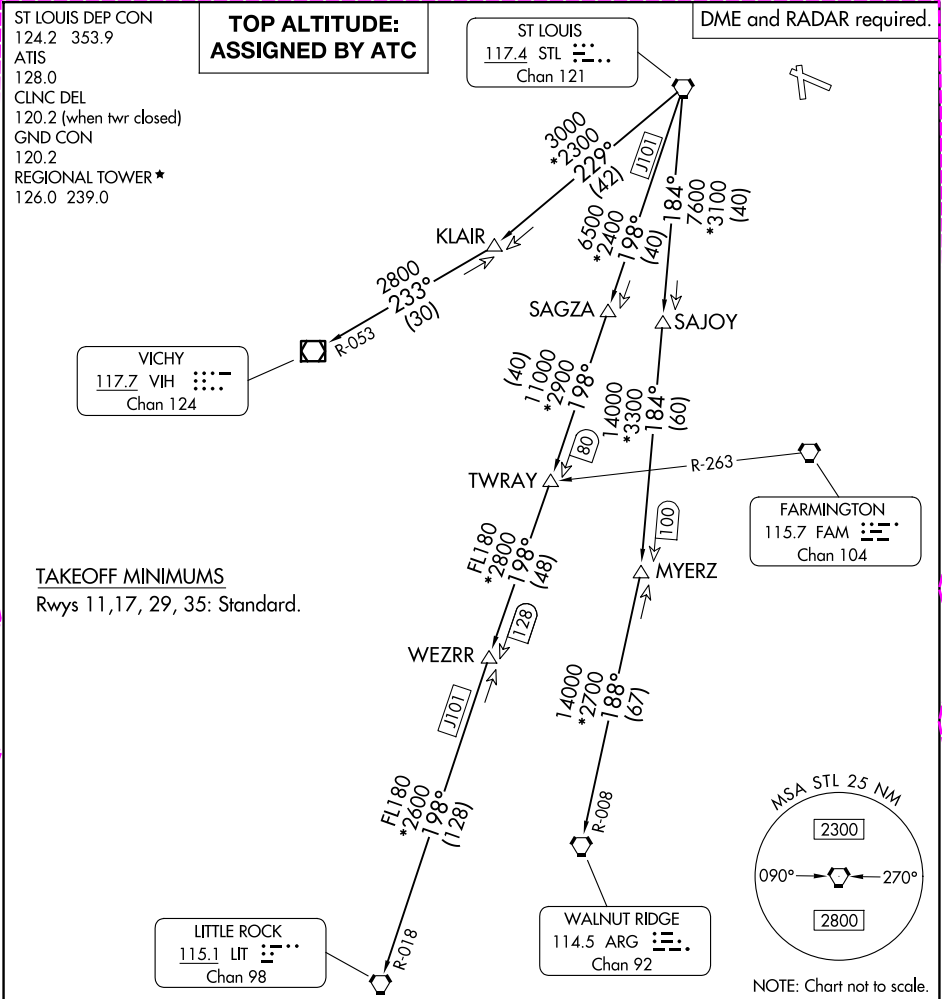 ST LOUIS DEP CON
124.2 353.9
ATIS
128.0
CLNC DEL
120.2 (when twr closed)
GND CON
120.2
REGIONAL TOWER★
126.0 239.0
TOP ALTITUDE:
ASSIGNED BY ATC
DME and RADAR required.
ST LOUIS
117.4 STL
Chan 121
3000
*2300
229°
(42)
J101
6500
*2400
198°
(40)
184°
7600
*3100
(40)
KLAIR
2800
233°
(30)
R-053
SAGZA
SAJOY
VICHY
117.7 VIH
Chan 124
(40)
11000
*2900
198°
14000
*3300
184°
(60)
80
TWRAY
R-263
FARMINGTON
115.7 FAM
Chan 104
100
MYERZ
FL180
*2800
198°
(48)
128
WEZRR
TAKEOFF MINIMUMS
Rwys 11,17, 29, 35: Standard.
J101
14000
*2700
188°
(67)
FL180
*2600
198°
(128)
R-008
R-018
LITTLE ROCK
115.1 LIT
Chan 98
WALNUT RIDGE
114.5 ARG
Chan 92
MSA STL 25 NM
2300
090°
270°
2800
NOTE: Chart not to scale.